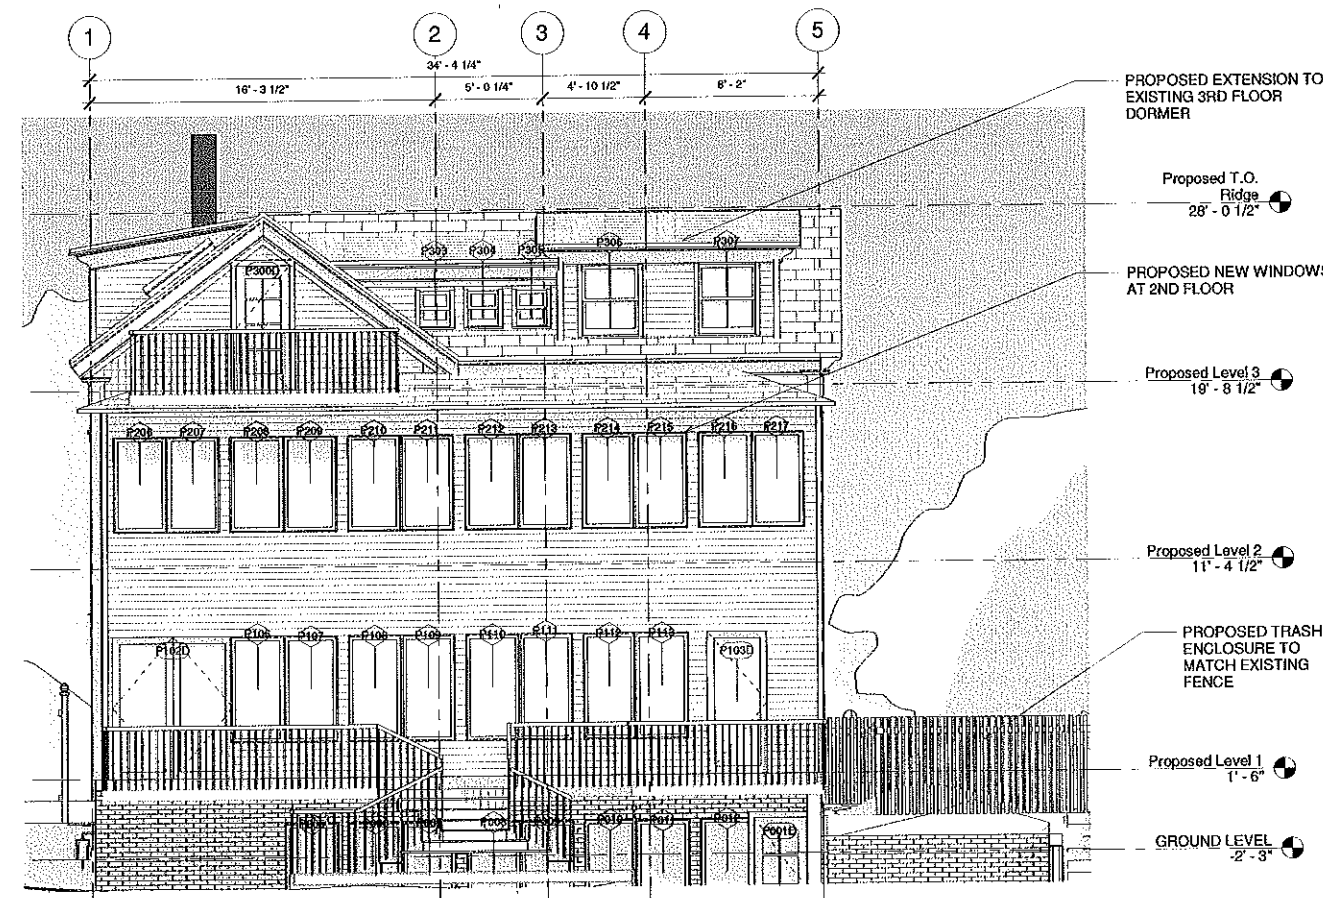 1
2
3
4
5
34' - 4 1/4"
16' - 3 1/2"
5' - 0 1/4"
4' - 10 1/2"
8' - 2"
PROPOSED EXTENSION TO
EXISTING 3RD FLOOR
DORMER
Proposed T.O.
Ridge
28' - 0 1/2"
P303
P304
P305
P306
P307
P300D
PROPOSED NEW WINDOWS
AT 2ND FLOOR
Proposed Level 3
19' - 8 1/2"
P206
P207
P208
P209
P210
P211
P212
P213
P214
P215
P216
P217
Proposed Level 2
11' - 4 1/2"
P102D
P106
P107
P108
P109
P110
P111
P112
P113
P103D
PROPOSED TRASH
ENCLOSURE TO
MATCH EXISTING
FENCE
Proposed Level 1
1' - 6"
P008
P010
P011
P012
P001D
GROUND LEVEL
-2' - 3"